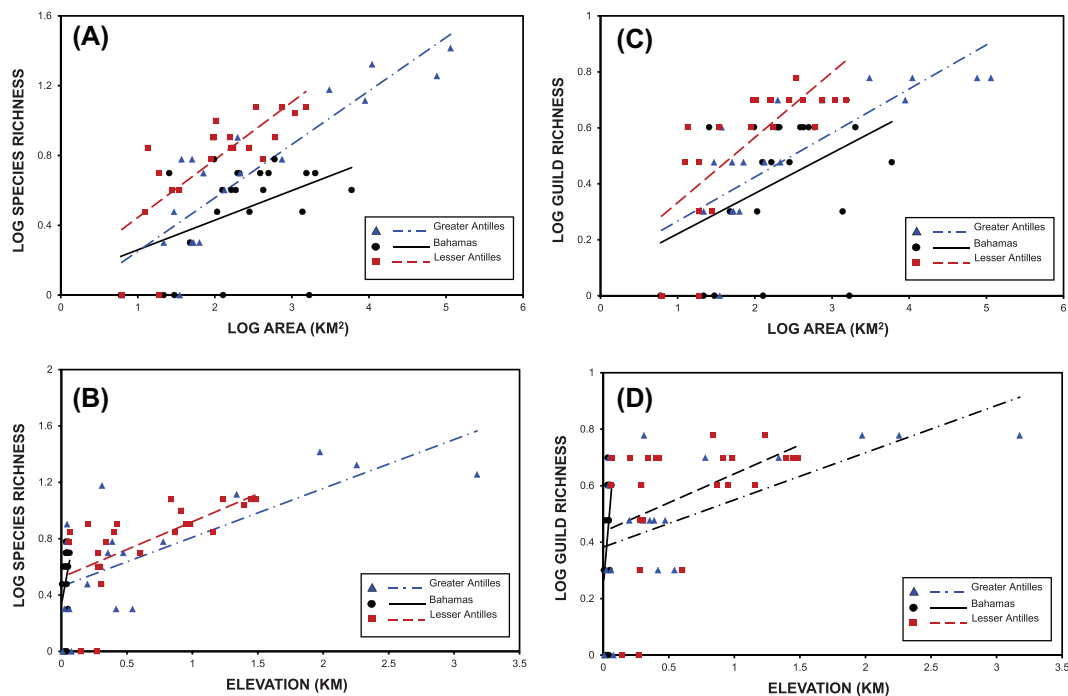 (A)
LOG SPECIES RICHNESS
1.6
1.2
0.8
0.4
0
0 1 2 3 4 5 6
LOG AREA (KM²)
Greater Antilles
Bahamas
Lesser Antilles
(C)
LOG GUILD RICHNESS
1
0.8
0.6
0.4
0.2
0
0 1 2 3 4 5 6
LOG AREA (KM²)
Greater Antilles
Bahamas
Lesser Antilles
(B)
LOG SPECIES RICHNESS
2
1.6
1.2
0.8
0.4
0
0 0.5 1 1.5 2 2.5 3 3.5
ELEVATION (KM)
Greater Antilles
Bahamas
Lesser Antilles
(D)
LOG GUILD RICHNESS
1
0.8
0.6
0.4
0.2
0
0 0.5 1 1.5 2 2.5 3 3.5
ELEVATION (KM)
Greater Antilles
Bahamas
Lesser Antilles